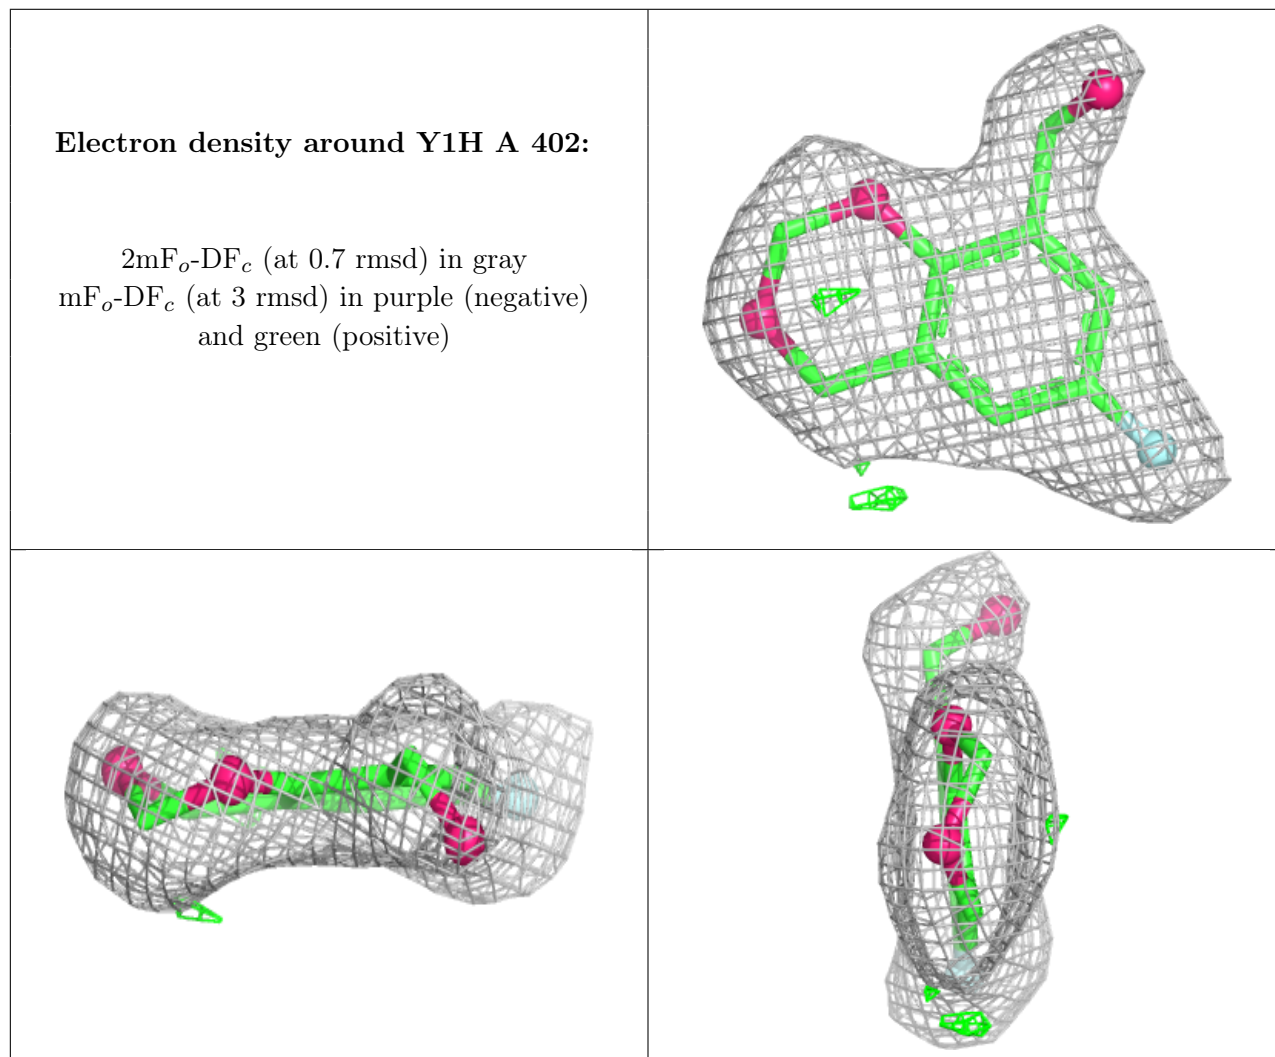 Electron density around Y1H A 402:
2mFₒ-DF𝒸 (at 0.7 rmsd) in gray
mFₒ-DF𝒸 (at 3 rmsd) in purple (negative)
and green (positive)